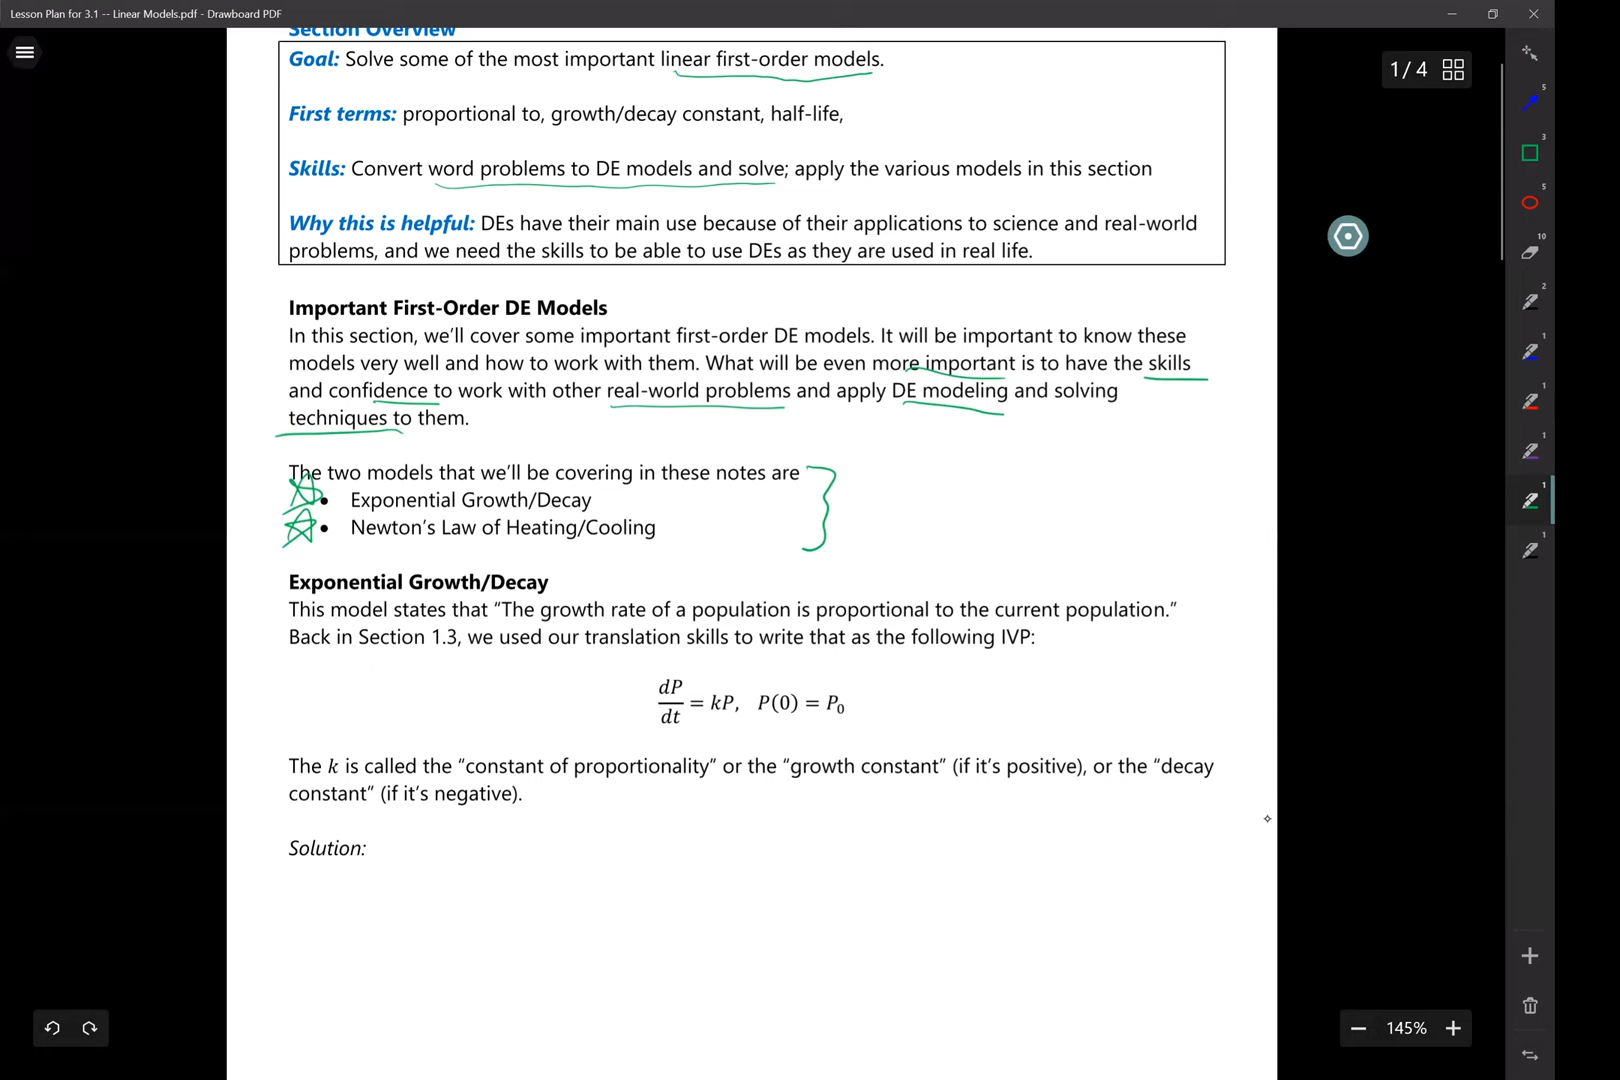 Lesson Plan for 3.1 -- Linear Models.pdf - Drawboard PDF
Section Overview
Goal: Solve some of the most important linear first-order models.
First terms: proportional to, growth/decay constant, half-life,
Skills: Convert word problems to DE models and solve; apply the various models in this section
Why this is helpful: DEs have their main use because of their applications to science and real-world
problems, and we need the skills to be able to use DEs as they are used in real life.
Important First-Order DE Models
In this section, we’ll cover some important first-order DE models. It will be important to know these
models very well and how to work with them. What will be even more important is to have the skills
and confidence to work with other real-world problems and apply DE modeling and solving
techniques to them.
The two models that we’ll be covering in these notes are
• Exponential Growth/Decay
• Newton’s Law of Heating/Cooling
Exponential Growth/Decay
This model states that “The growth rate of a population is proportional to the current population.”
Back in Section 1.3, we used our translation skills to write that as the following IVP:
dP/dt = kP, P(0) = P₀
The k is called the “constant of proportionality” or the “growth constant” (if it’s positive), or the “decay
constant” (if it’s negative).
Solution:
1 / 4
5
3
5
10
2
1
1
1
1
1
145%